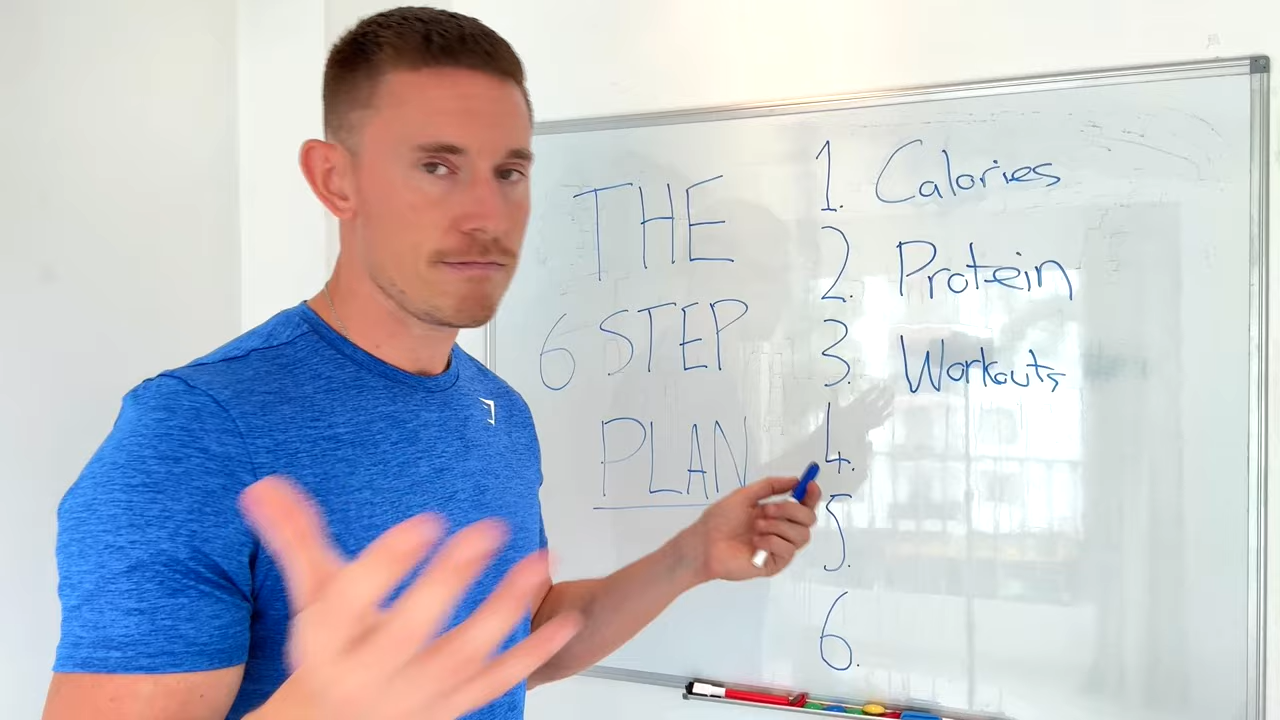 THE
6 STEP
PLAN
1. Calories
2. Protein
3. Workouts
4.
5.
6.